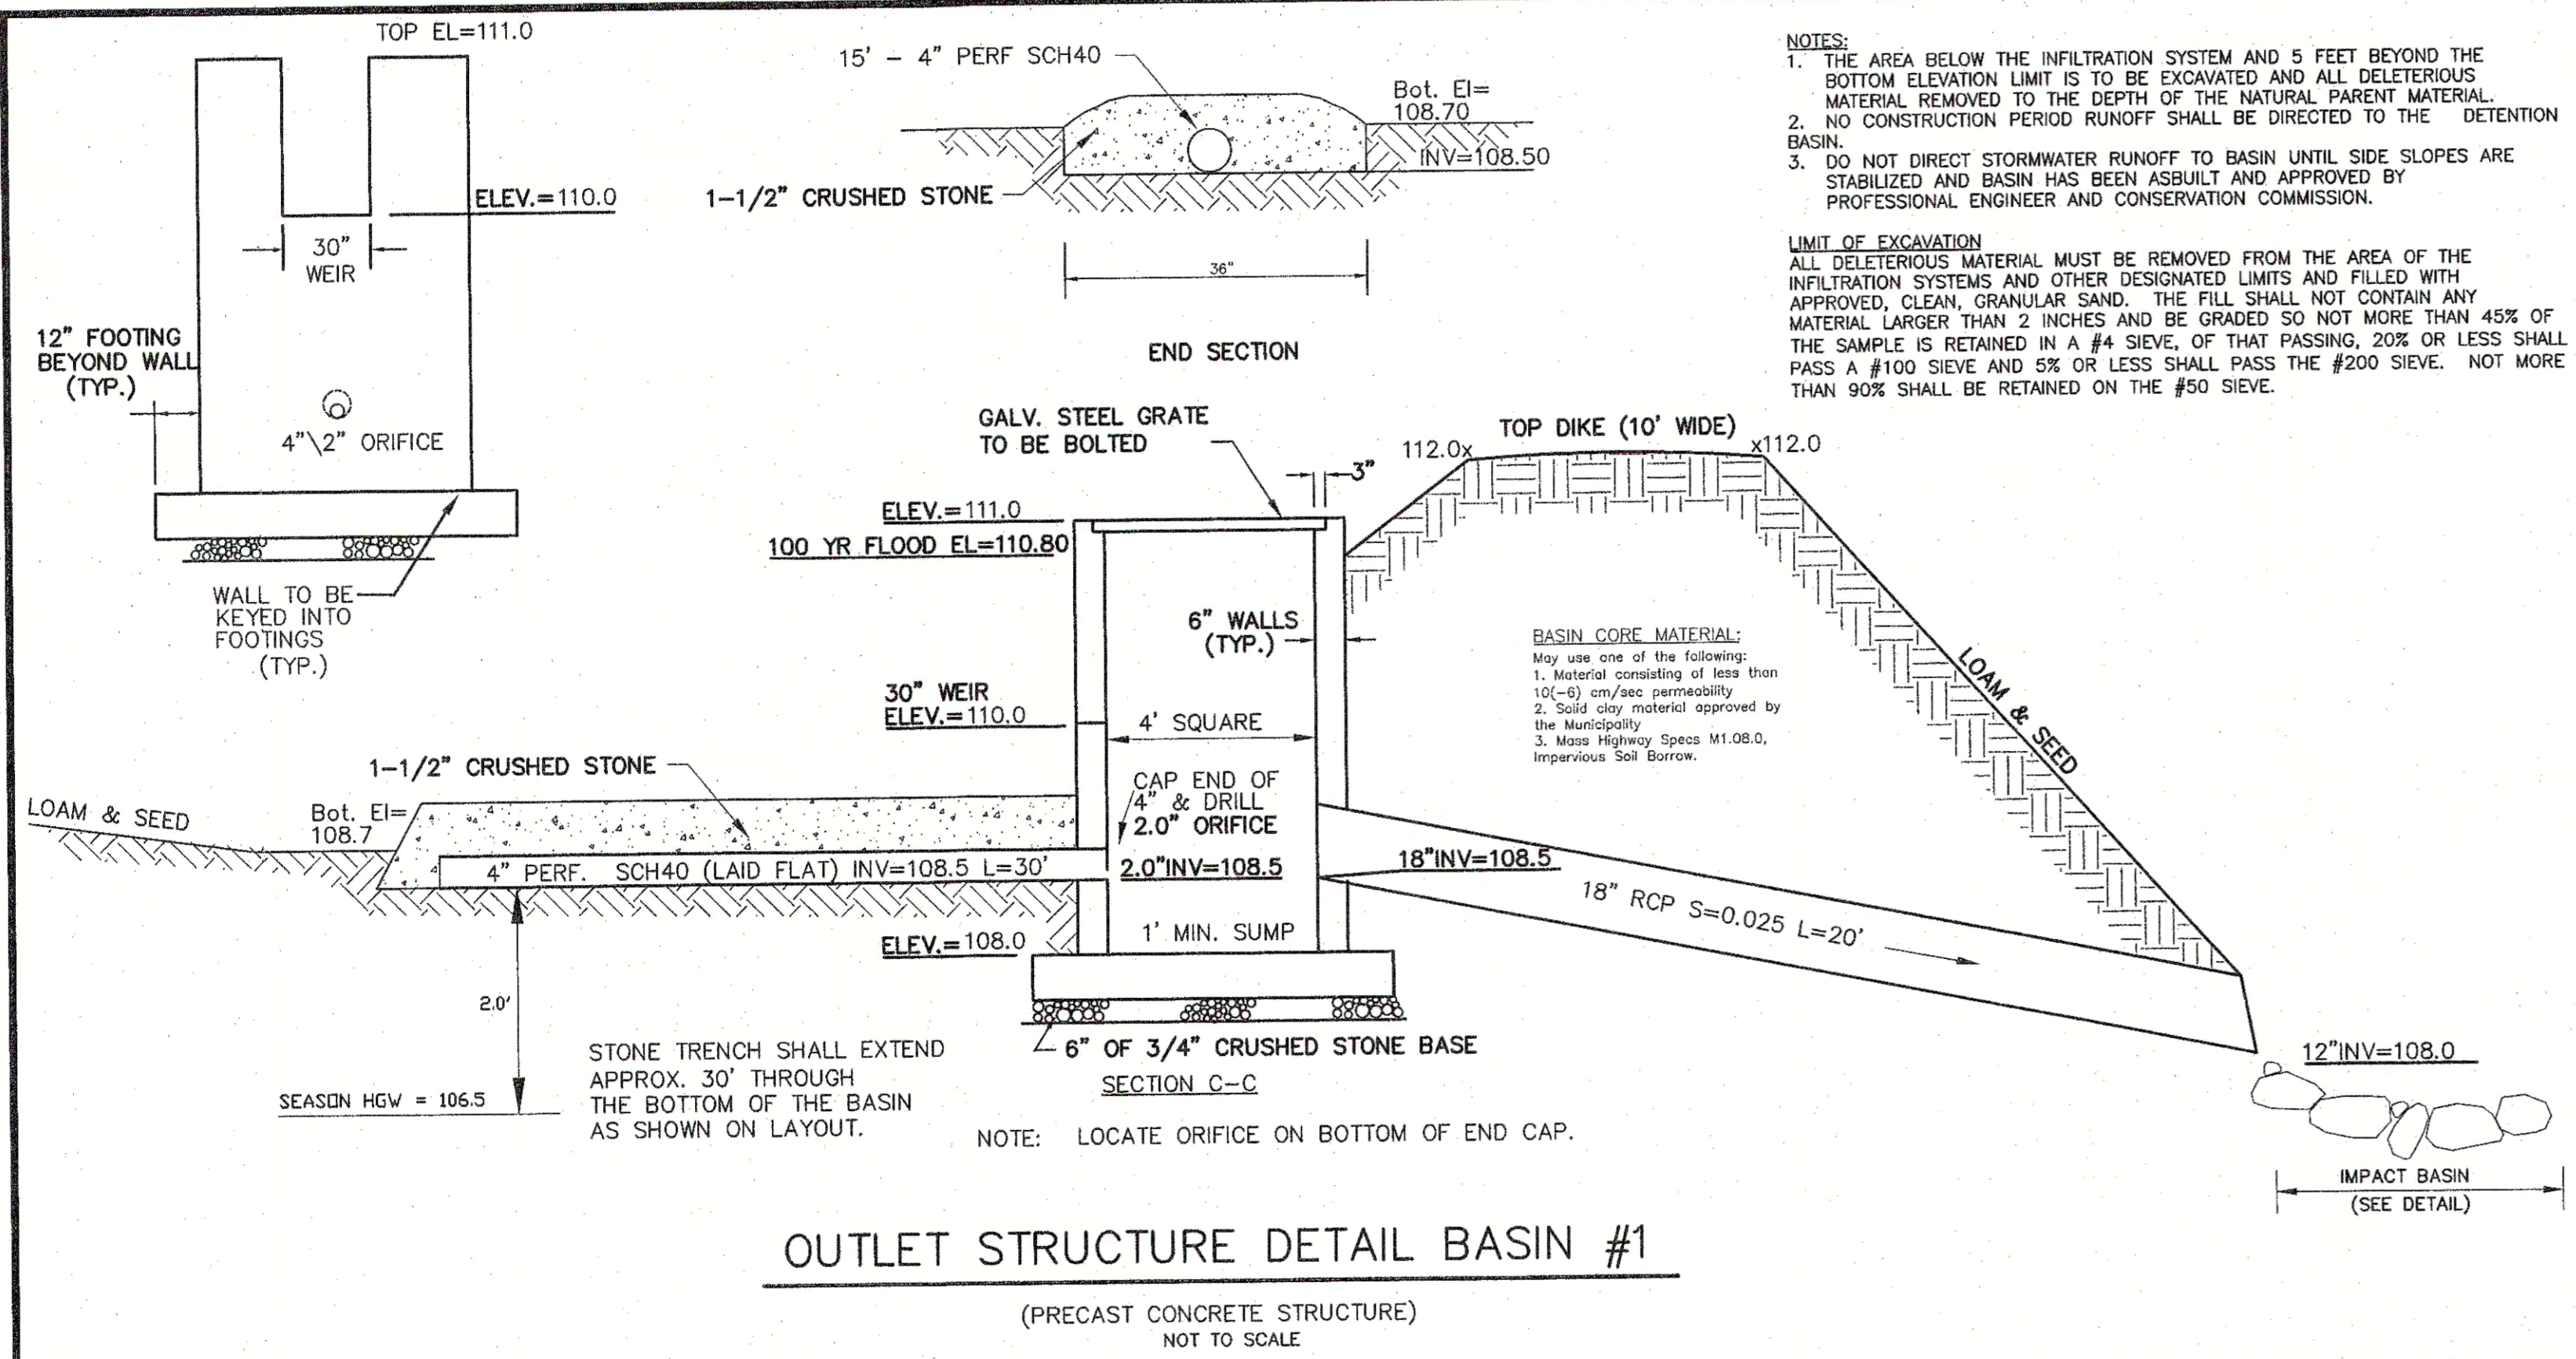 TOP EL=111.0
ELEV.=110.0
30"
WEIR
12" FOOTING
BEYOND WALL
(TYP.)
4"\2" ORIFICE
WALL TO BE
KEYED INTO
FOOTINGS
(TYP.)
15' - 4" PERF SCH40
Bot. El=
108.70
INV=108.50
1-1/2" CRUSHED STONE
36"
END SECTION
NOTES:
1. THE AREA BELOW THE INFILTRATION SYSTEM AND 5 FEET BEYOND THE
BOTTOM ELEVATION LIMIT IS TO BE EXCAVATED AND ALL DELETERIOUS
MATERIAL REMOVED TO THE DEPTH OF THE NATURAL PARENT MATERIAL.
2. NO CONSTRUCTION PERIOD RUNOFF SHALL BE DIRECTED TO THE DETENTION
BASIN.
3. DO NOT DIRECT STORMWATER RUNOFF TO BASIN UNTIL SIDE SLOPES ARE
STABILIZED AND BASIN HAS BEEN ASBUILT AND APPROVED BY
PROFESSIONAL ENGINEER AND CONSERVATION COMMISSION.
LIMIT OF EXCAVATION
ALL DELETERIOUS MATERIAL MUST BE REMOVED FROM THE AREA OF THE
INFILTRATION SYSTEMS AND OTHER DESIGNATED LIMITS AND FILLED WITH
APPROVED, CLEAN, GRANULAR SAND. THE FILL SHALL NOT CONTAIN ANY
MATERIAL LARGER THAN 2 INCHES AND BE GRADED SO NOT MORE THAN 45% OF
THE SAMPLE IS RETAINED IN A #4 SIEVE, OF THAT PASSING, 20% OR LESS SHALL
PASS A #100 SIEVE AND 5% OR LESS SHALL PASS THE #200 SIEVE. NOT MORE
THAN 90% SHALL BE RETAINED ON THE #50 SIEVE.
GALV. STEEL GRATE
TO BE BOLTED
3"
112.0x
TOP DIKE (10' WIDE)
x112.0
ELEV.=111.0
100 YR FLOOD EL=110.80
6" WALLS
(TYP.)
BASIN CORE MATERIAL:
May use one of the following:
1. Material consisting of less than
10(-6) cm/sec permeability
2. Solid clay material approved by
the Municipality
3. Mass Highway Specs M1.08.0,
Impervious Soil Borrow.
LOAM & SEED
30" WEIR
ELEV.=110.0
4' SQUARE
1-1/2" CRUSHED STONE
CAP END OF
4" & DRILL
2.0" ORIFICE
LOAM & SEED
Bot. El=
108.7
4" PERF. SCH40 (LAID FLAT) INV=108.5 L=30'
2.0"INV=108.5
18"INV=108.5
18" RCP S=0.025 L=20'
ELEV.=108.0
1' MIN. SUMP
2.0'
SEASON HGW = 106.5
STONE TRENCH SHALL EXTEND
APPROX. 30' THROUGH
THE BOTTOM OF THE BASIN
AS SHOWN ON LAYOUT.
6" OF 3/4" CRUSHED STONE BASE
SECTION C-C
NOTE: LOCATE ORIFICE ON BOTTOM OF END CAP.
12"INV=108.0
IMPACT BASIN
(SEE DETAIL)
OUTLET STRUCTURE DETAIL BASIN #1
(PRECAST CONCRETE STRUCTURE)
NOT TO SCALE